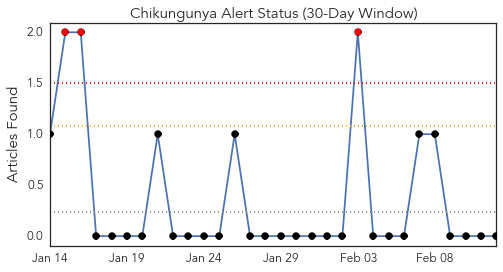 Chikungunya Alert Status (30-Day Window)
Articles Found
2.0
1.5
1.0
0.5
0.0
Jan 14 Jan 19 Jan 24 Jan 29 Feb 03 Feb 08